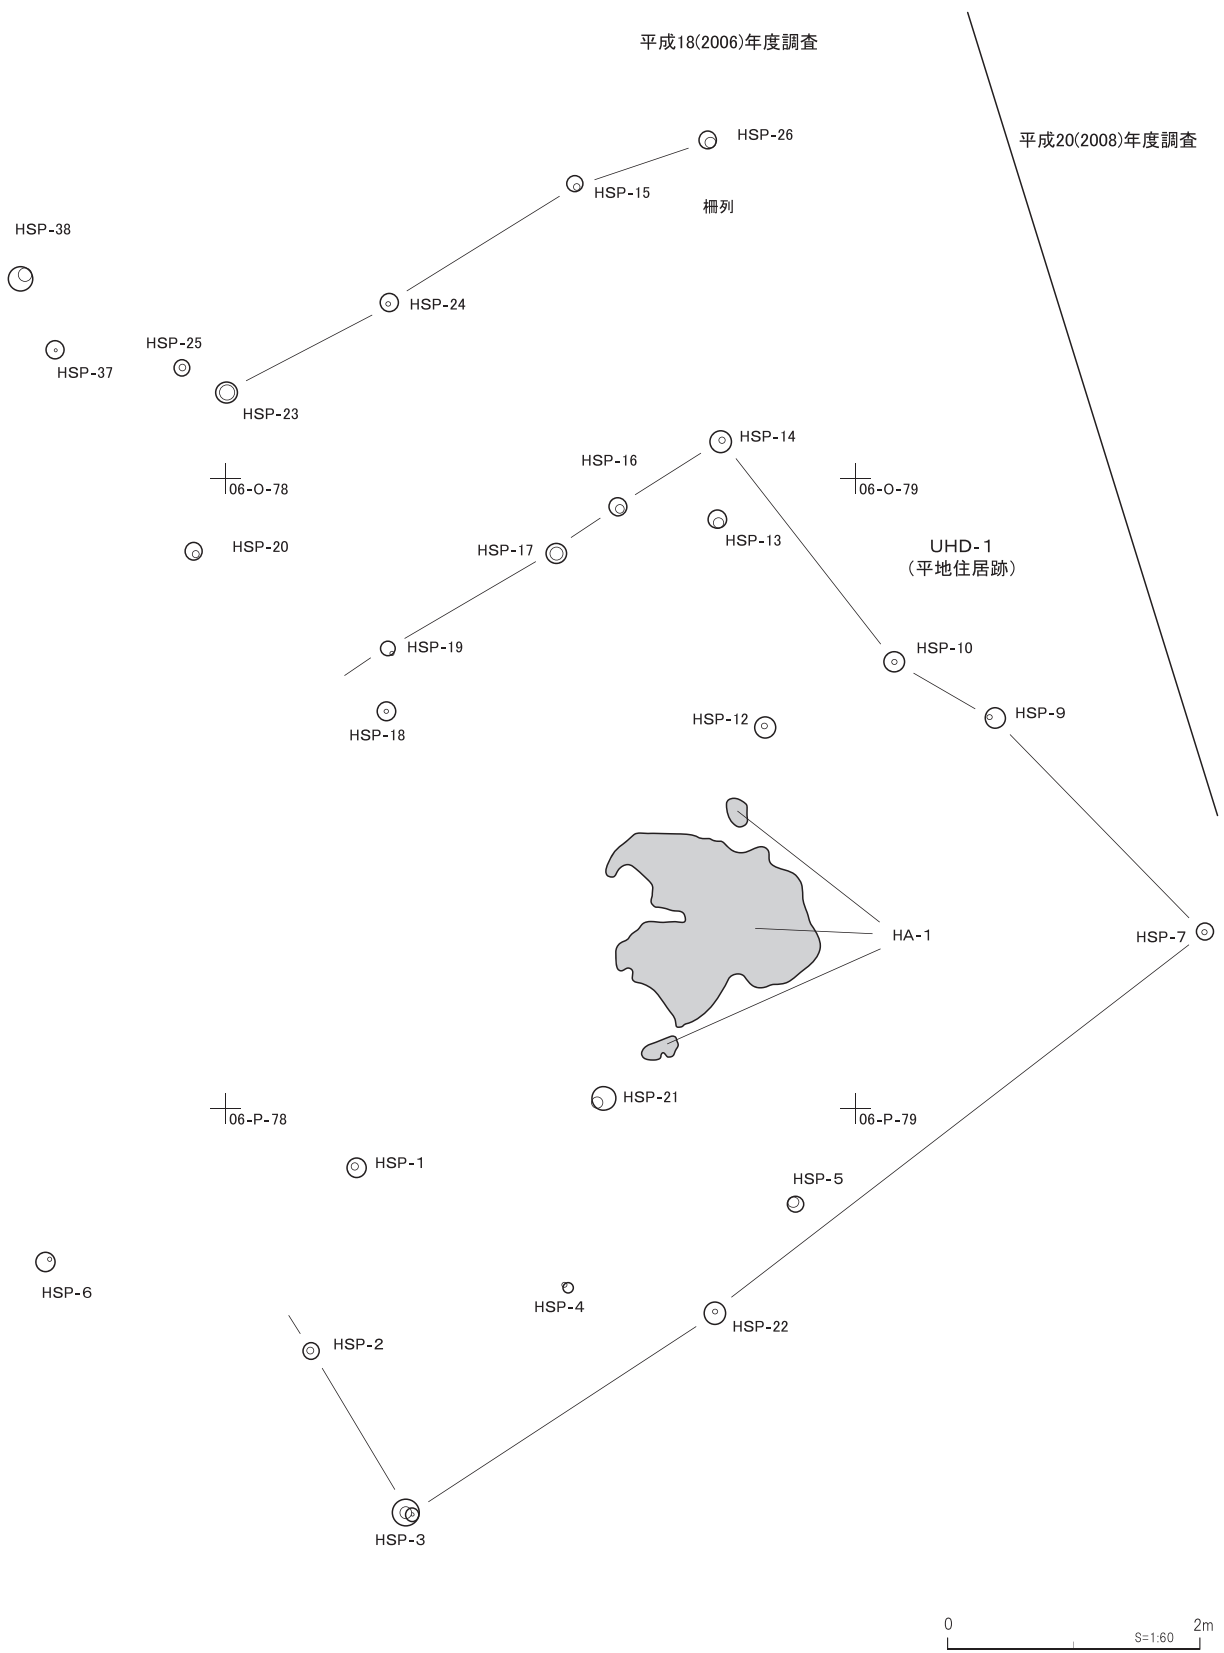 平成18(2006)年度調査
HSP-26
平成20(2008)年度調査
HSP-15
柵列
HSP-38
HSP-24
HSP-25
HSP-37
HSP-23
HSP-14
HSP-16
06-O-78
06-O-79
HSP-13
HSP-20
HSP-17
UHD-1
(平地住居跡)
HSP-19
HSP-10
HSP-9
HSP-12
HSP-18
HA-1
HSP-7
HSP-21
06-P-78
06-P-79
HSP-1
HSP-5
HSP-6
HSP-4
HSP-22
HSP-2
HSP-3
0
2m
S=1:60